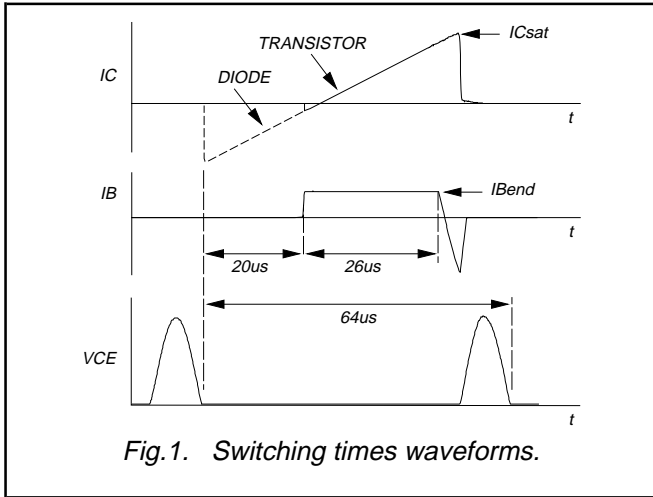 ICsat
TRANSISTOR
IC
DIODE
t
IB
IBend
t
20us
26us
64us
VCE
t
Fig.1. Switching times waveforms.